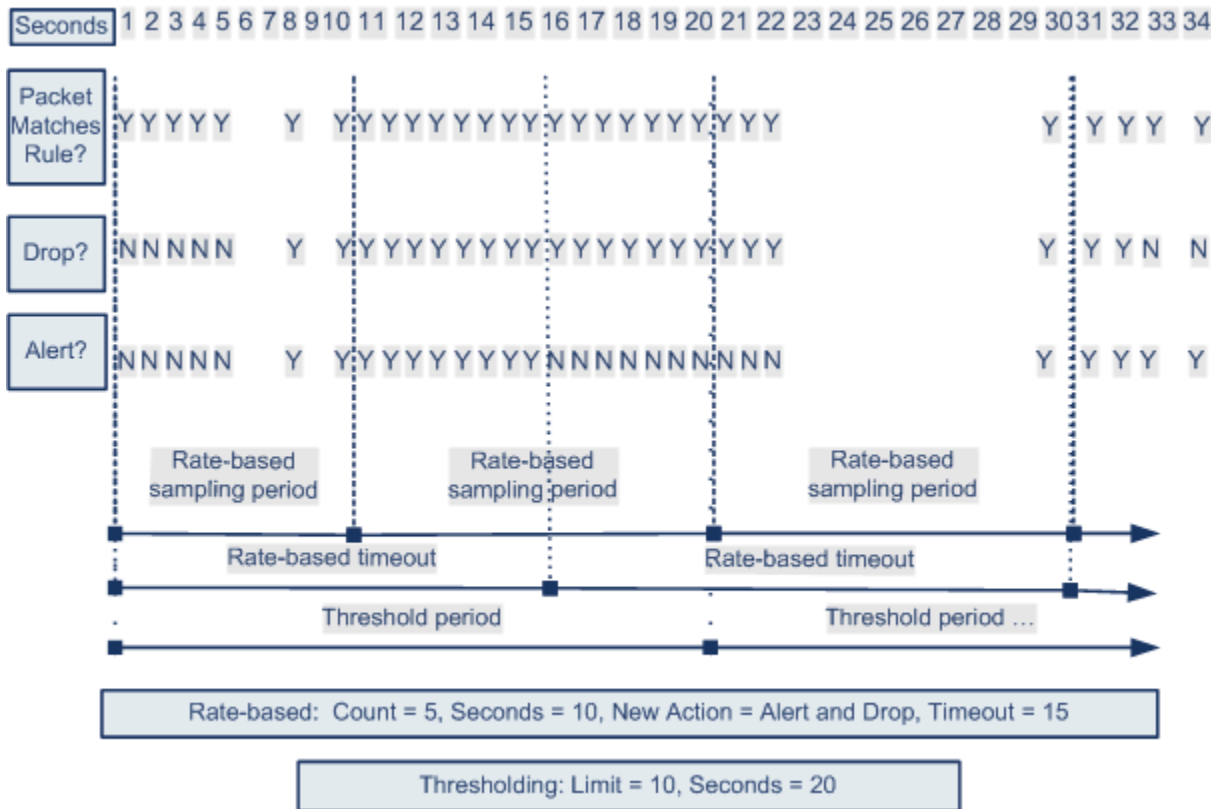 Seconds 1 2 3 4 5 6 7 8 9 10 11 12 13 14 15 16 17 18 19 20 21 22 23 24 25 26 27 28 29 30 31 32 33 34
Packet
Matches
Rule?
Y Y Y Y Y Y Y Y Y Y Y Y Y Y Y Y Y Y Y Y Y Y Y Y Y Y Y Y Y Y
Drop? N N N N N Y Y Y Y Y Y Y Y Y Y Y Y Y Y Y Y Y Y Y Y Y Y Y N N
Alert? N N N N N Y Y Y Y Y Y Y Y Y Y N N N N N N N N N N Y Y Y Y Y
Rate-based
sampling period
Rate-based
sampling period
Rate-based
sampling period
Rate-based timeout
Rate-based timeout
Threshold period
Threshold period ...
Rate-based: Count = 5, Seconds = 10, New Action = Alert and Drop, Timeout = 15
Thresholding: Limit = 10, Seconds = 20